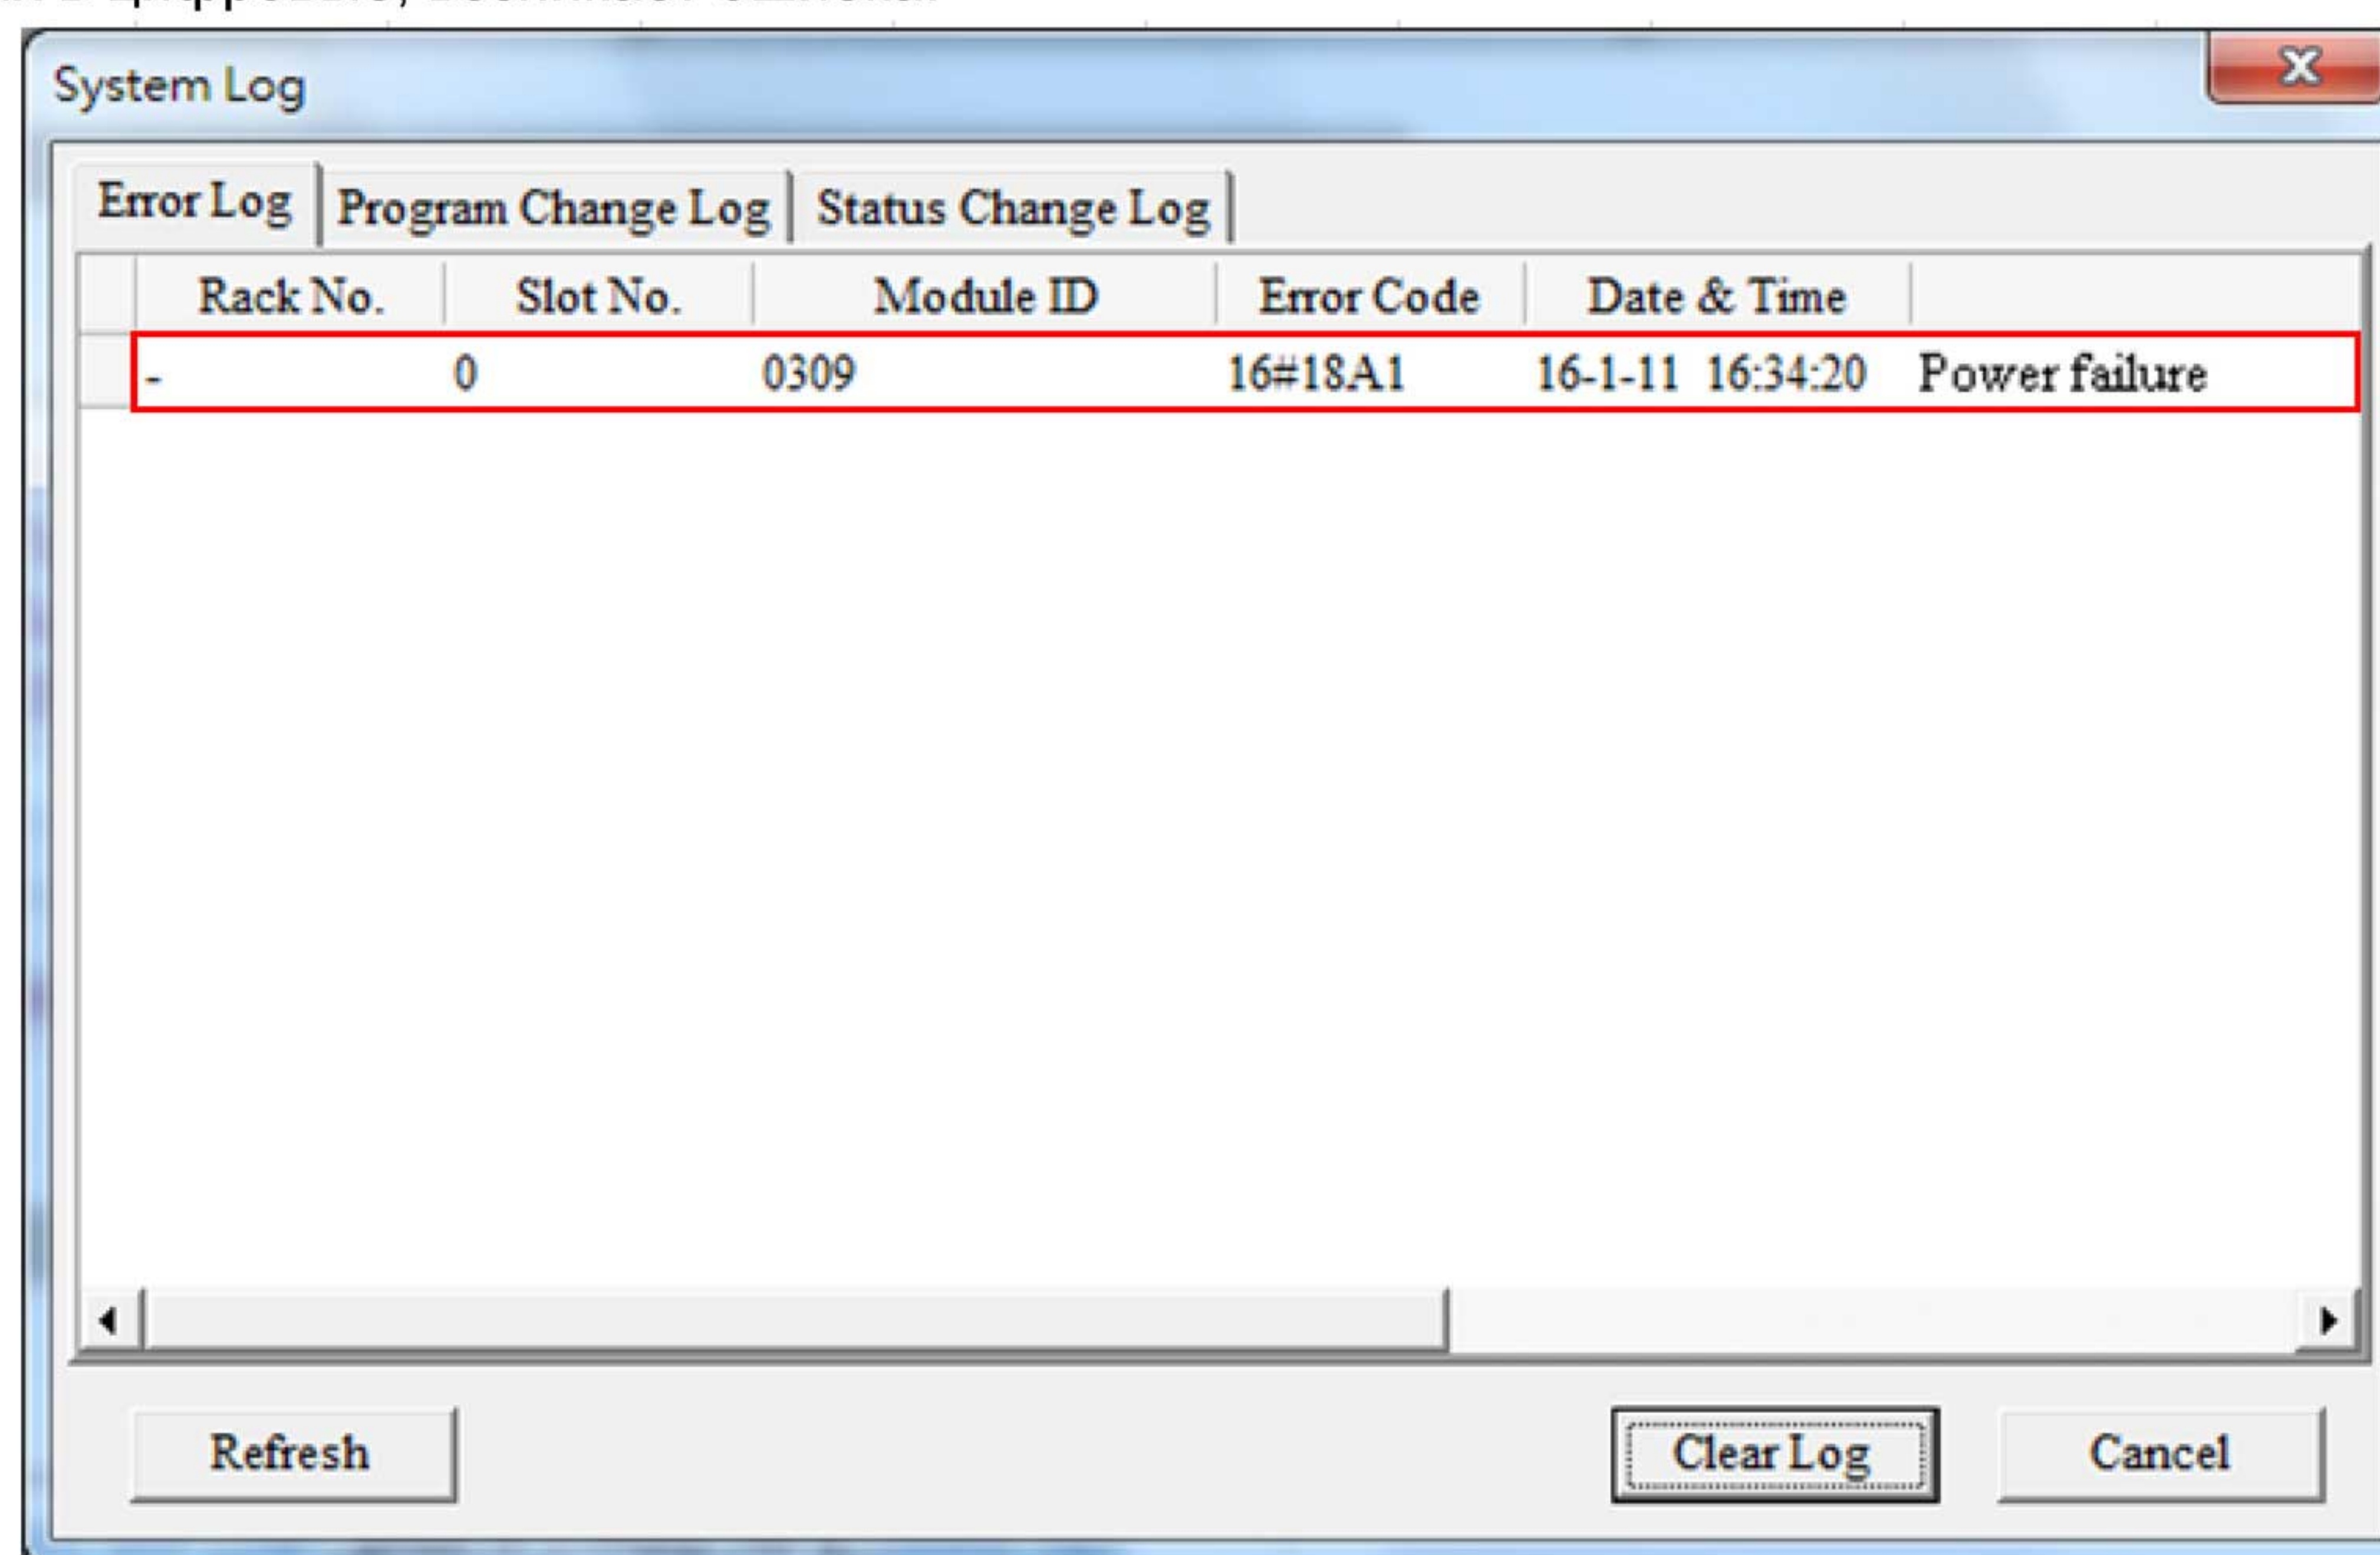 System Log
Error Log Program Change Log Status Change Log
Rack No. Slot No. Module ID Error Code Date & Time
- 0 0309 16#18A1 16-1-11 16:34:20 Power failure
Refresh Clear Log Cancel